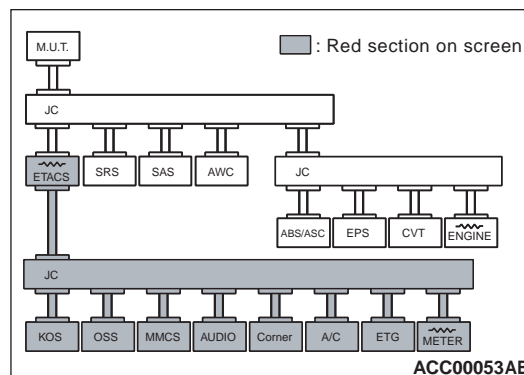 M.U.T.
: Red section on screen
JC
ETACS
SRS
SAS
AWC
JC
ABS/ASC
EPS
CVT
ENGINE
JC
KOS
OSS
MMCS
AUDIO
Corner
A/C
ETG
METER
ACC00053AB